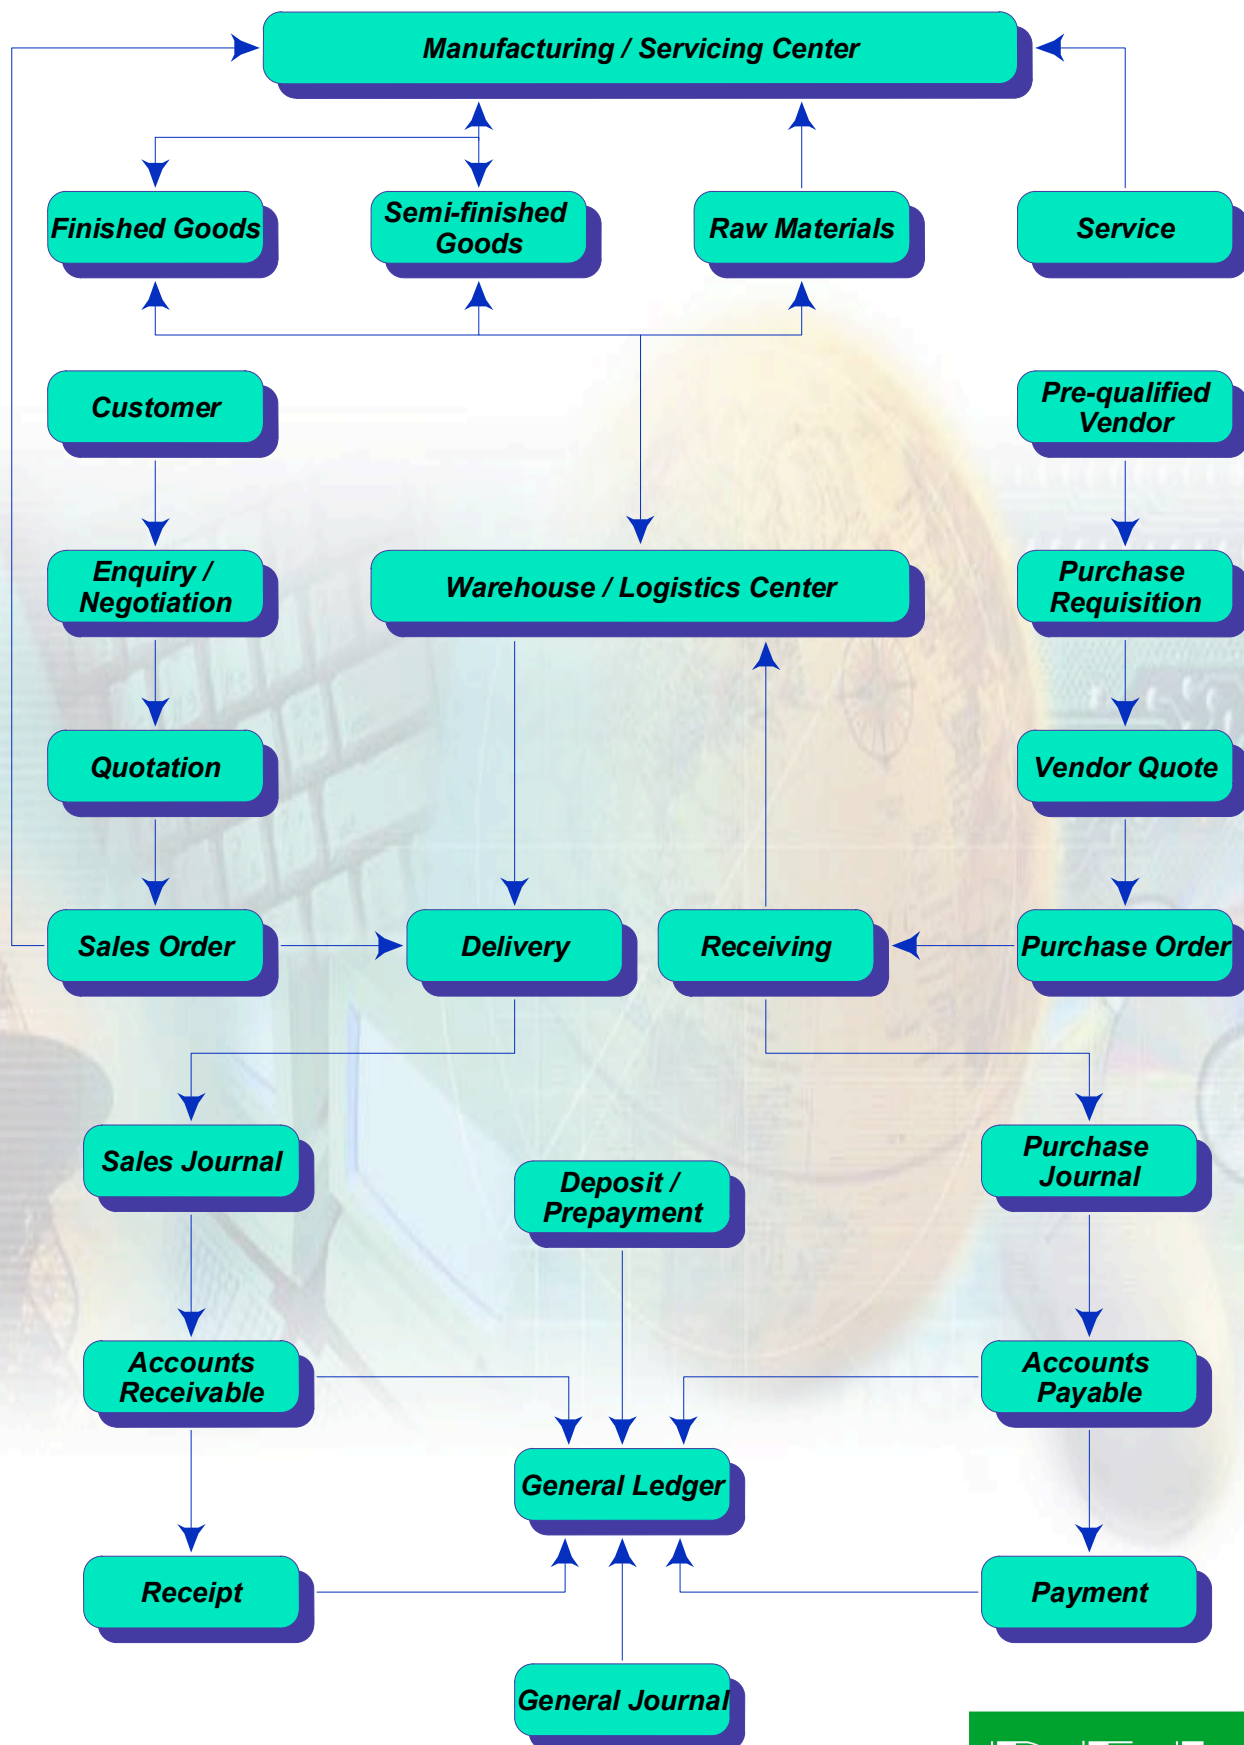 Manufacturing / Servicing Center
Finished Goods
Semi-finished
Goods
Raw Materials
Service
Customer
Pre-qualified
Vendor
Enquiry /
Negotiation
Warehouse / Logistics Center
Purchase
Requisition
Quotation
Vendor Quote
Sales Order
Delivery
Receiving
Purchase Order
Sales Journal
Deposit /
Prepayment
Purchase
Journal
Accounts
Receivable
Accounts
Payable
General Ledger
Receipt
Payment
General Journal